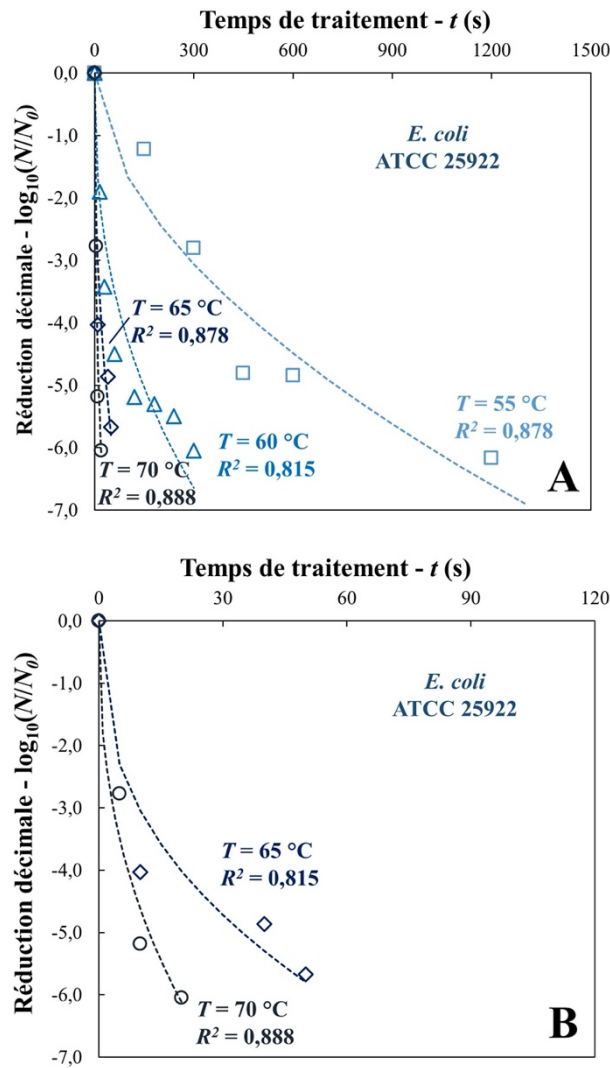 Temps de traitement - t (s)
0 300 600 900 1200 1500
Réduction décimale - log10(N/N0)
0,0
-1,0
-2,0
-3,0
-4,0
-5,0
-6,0
-7,0
E. coli
ATCC 25922
T = 65 °C
R² = 0,878
T = 55 °C
R² = 0,878
T = 60 °C
R² = 0,815
T = 70 °C
R² = 0,888
A
Temps de traitement - t (s)
0 30 60 90 120
Réduction décimale - log10(N/N0)
0,0
-1,0
-2,0
-3,0
-4,0
-5,0
-6,0
-7,0
E. coli
ATCC 25922
T = 65 °C
R² = 0,815
T = 70 °C
R² = 0,888
B